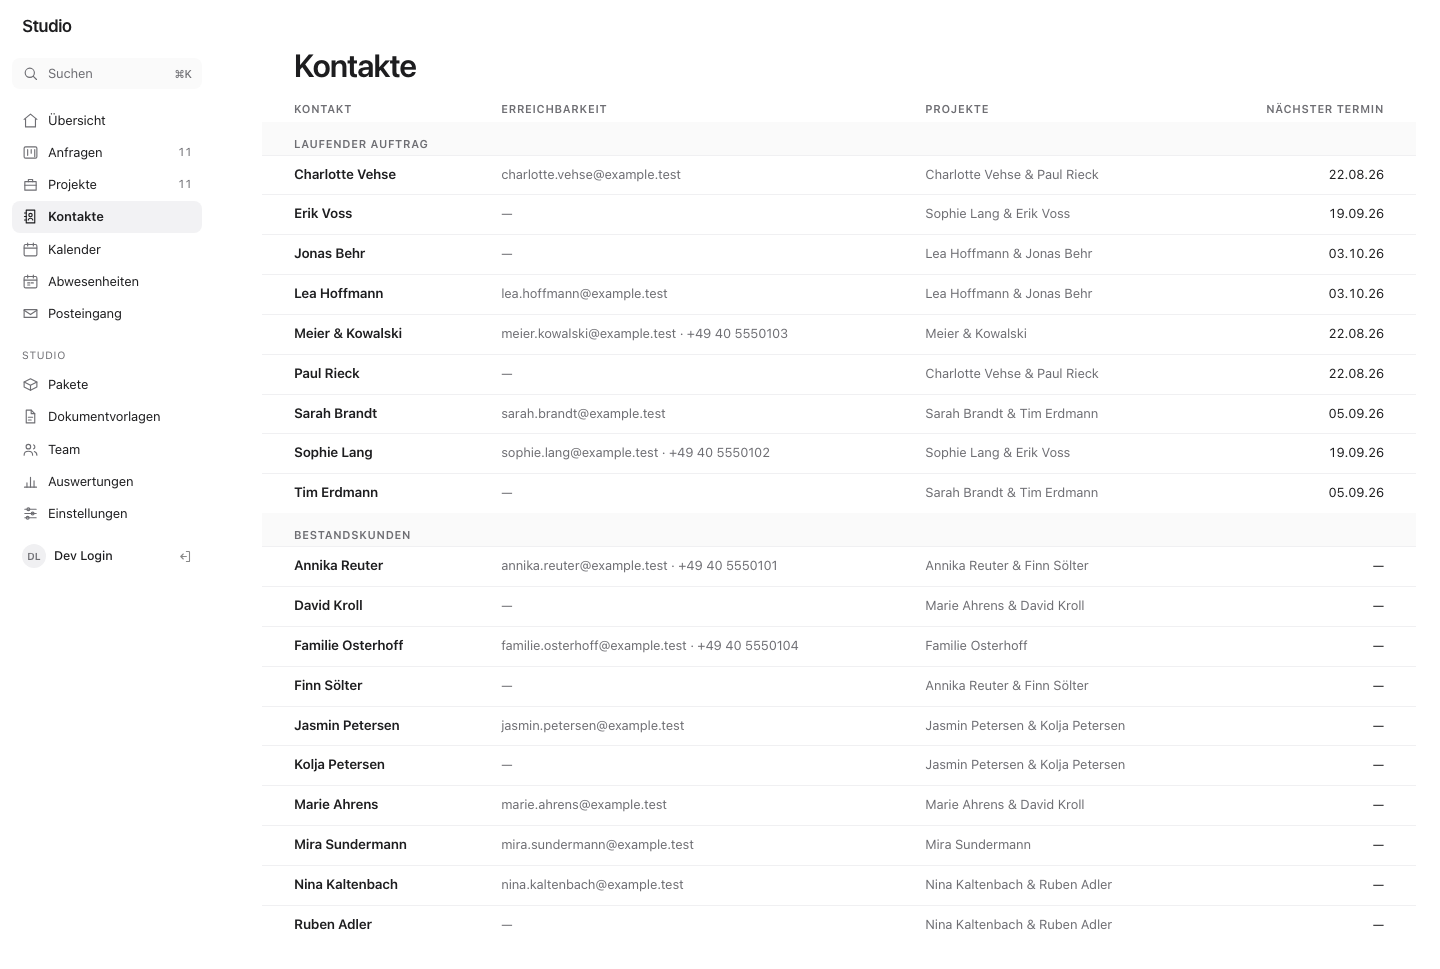 Studio
Suchen ⌘K
Übersicht
Anfragen 11
Projekte 11
Kontakte
Kalender
Abwesenheiten
Posteingang
STUDIO
Pakete
Dokumentvorlagen
Team
Auswertungen
Einstellungen
DL Dev Login
Kontakte
KONTAKT ERREICHBARKEIT PROJEKTE NÄCHSTER TERMIN
LAUFENDER AUFTRAG
Charlotte Vehse charlotte.vehse@example.test Charlotte Vehse & Paul Rieck 22.08.26
Erik Voss — Sophie Lang & Erik Voss 19.09.26
Jonas Behr — Lea Hoffmann & Jonas Behr 03.10.26
Lea Hoffmann lea.hoffmann@example.test Lea Hoffmann & Jonas Behr 03.10.26
Meier & Kowalski meier.kowalski@example.test · +49 40 5550103 Meier & Kowalski 22.08.26
Paul Rieck — Charlotte Vehse & Paul Rieck 22.08.26
Sarah Brandt sarah.brandt@example.test Sarah Brandt & Tim Erdmann 05.09.26
Sophie Lang sophie.lang@example.test · +49 40 5550102 Sophie Lang & Erik Voss 19.09.26
Tim Erdmann — Sarah Brandt & Tim Erdmann 05.09.26
BESTANDSKUNDEN
Annika Reuter annika.reuter@example.test · +49 40 5550101 Annika Reuter & Finn Sölter —
David Kroll — Marie Ahrens & David Kroll —
Familie Osterhoff familie.osterhoff@example.test · +49 40 5550104 Familie Osterhoff —
Finn Sölter — Annika Reuter & Finn Sölter —
Jasmin Petersen jasmin.petersen@example.test Jasmin Petersen & Kolja Petersen —
Kolja Petersen — Jasmin Petersen & Kolja Petersen —
Marie Ahrens marie.ahrens@example.test Marie Ahrens & David Kroll —
Mira Sundermann mira.sundermann@example.test Mira Sundermann —
Nina Kaltenbach nina.kaltenbach@example.test Nina Kaltenbach & Ruben Adler —
Ruben Adler — Nina Kaltenbach & Ruben Adler —